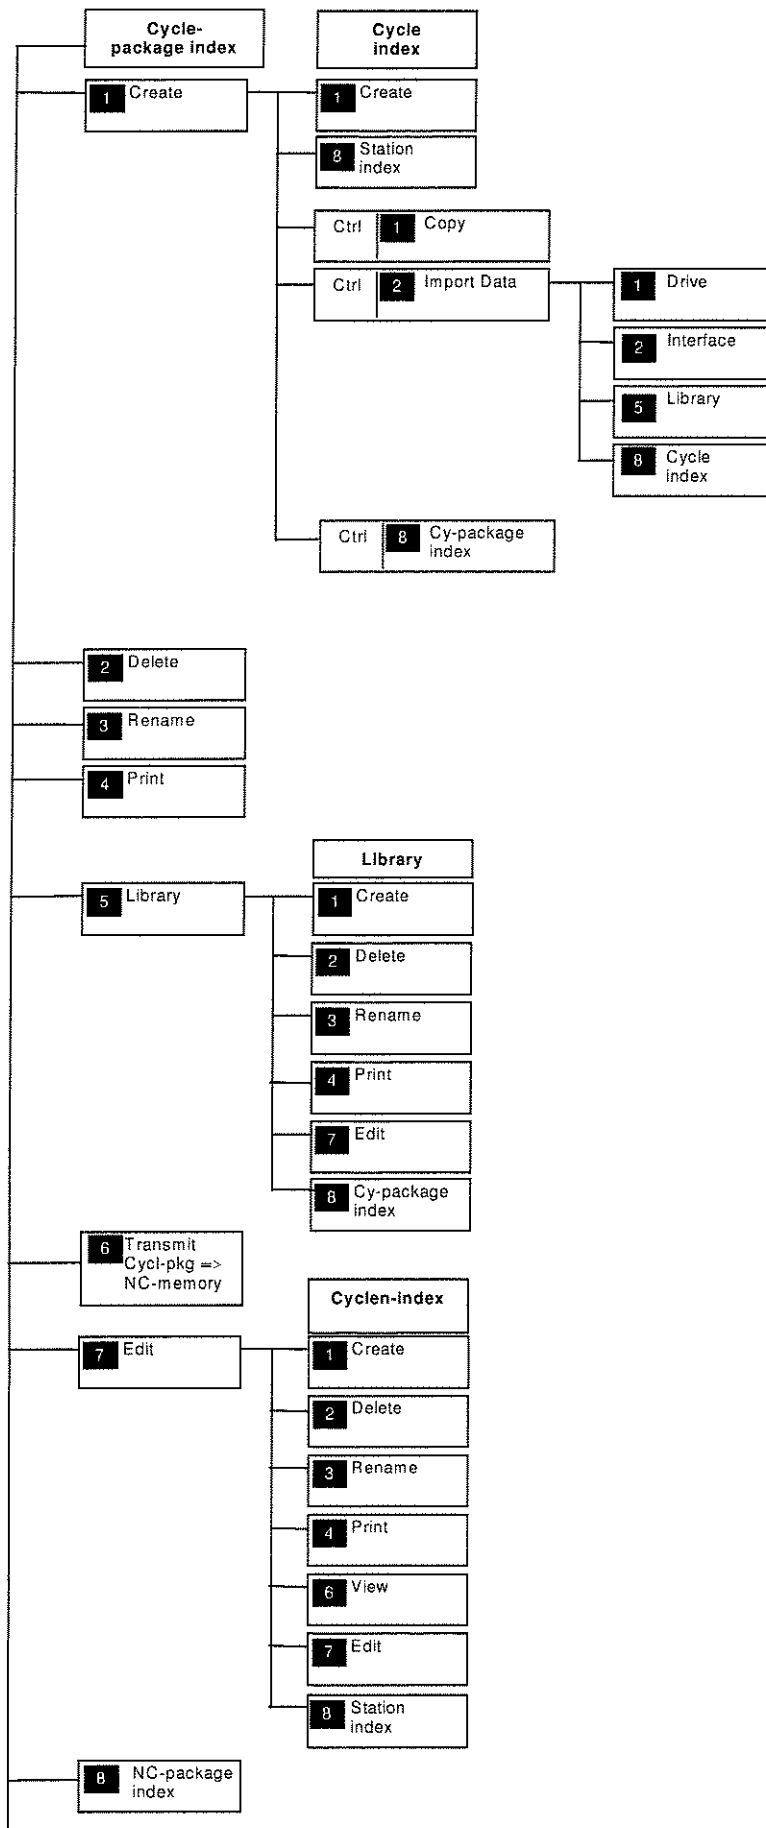 Cycle-
package index
Cycle
index
1 Create
1 Create
8 Station
index
Ctrl 1 Copy
Ctrl 2 Import Data
1 Drive
2 Interface
5 Library
8 Cycle
index
Ctrl 8 Cy-package
index
2 Delete
3 Rename
4 Print
Library
5 Library
1 Create
2 Delete
3 Rename
4 Print
7 Edit
8 Cy-package
index
6 Transmit
Cycl-pkg =>
NC-memory
Cyclen-Index
7 Edit
1 Create
2 Delete
3 Rename
4 Print
6 View
7 Edit
8 Station
index
8 NC-package
index